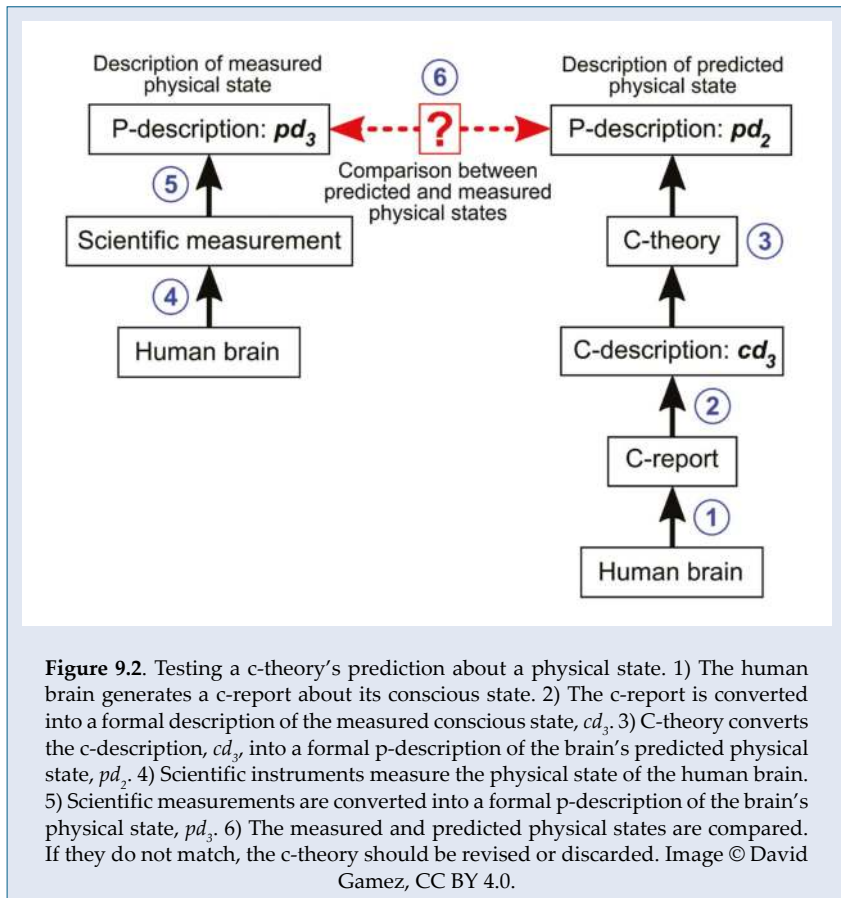 Description of measured
physical state
6
Description of predicted
physical state
P-description: pd3
?
P-description: pd2
Comparison between
predicted and measured
physical states
5
Scientific measurement
C-theory
3
4
Human brain
C-description: cd3
2
C-report
1
Human brain
Figure 9.2. Testing a c-theory's prediction about a physical state. 1) The human
brain generates a c-report about its conscious state. 2) The c-report is converted
into a formal description of the measured conscious state, cd3. 3) C-theory converts
the c-description, cd3, into a formal p-description of the brain's predicted physical
state, pd2. 4) Scientific instruments measure the physical state of the human brain.
5) Scientific measurements are converted into a formal p-description of the brain's
physical state, pd3. 6) The measured and predicted physical states are compared.
If they do not match, the c-theory should be revised or discarded. Image © David
Gamez, CC BY 4.0.